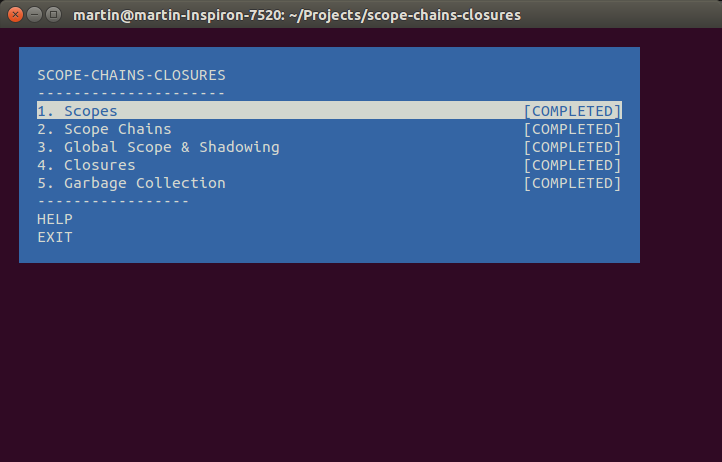 martin@martin-Inspiron-7520: ~/Projects/scope-chains-closures
SCOPE-CHAINS-CLOSURES
---------------------
1. Scopes [COMPLETED]
2. Scope Chains [COMPLETED]
3. Global Scope & Shadowing [COMPLETED]
4. Closures [COMPLETED]
5. Garbage Collection [COMPLETED]
-----------------
HELP
EXIT